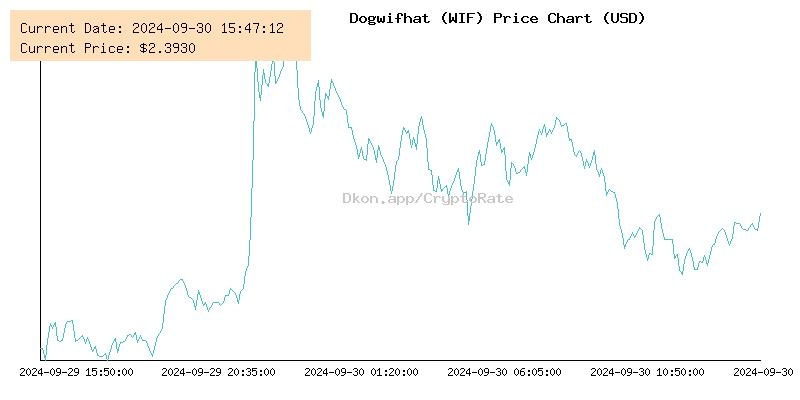 Dogwifhat (WIF) Price Chart (USD)
Current Date: 2024-09-30 15:47:12
Current Price: $2.3930
Dkon.app/CryptoRate
2024-09-29 15:50:00 2024-09-29 20:35:00 2024-09-30 01:20:00 2024-09-30 06:05:00 2024-09-30 10:50:00 2024-09-30